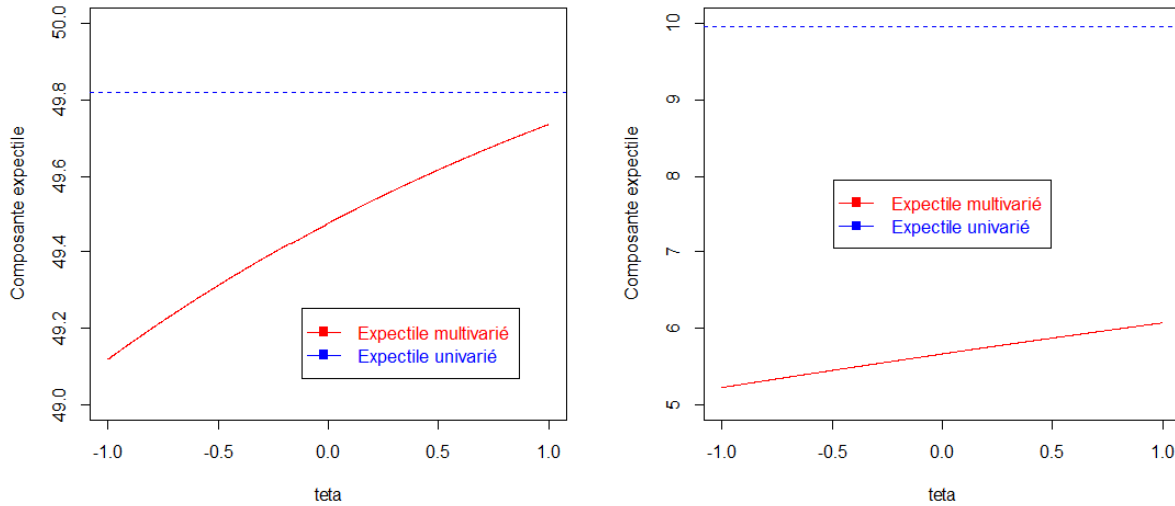 Composante expectile
50.0
49.8
49.6
49.4
49.2
49.0
Expectile multivarié
Expectile univarié
-1.0 -0.5 0.0 0.5 1.0
teta
Composante expectile
10
9
8
7
6
5
Expectile multivarié
Expectile univarié
-1.0 -0.5 0.0 0.5 1.0
teta